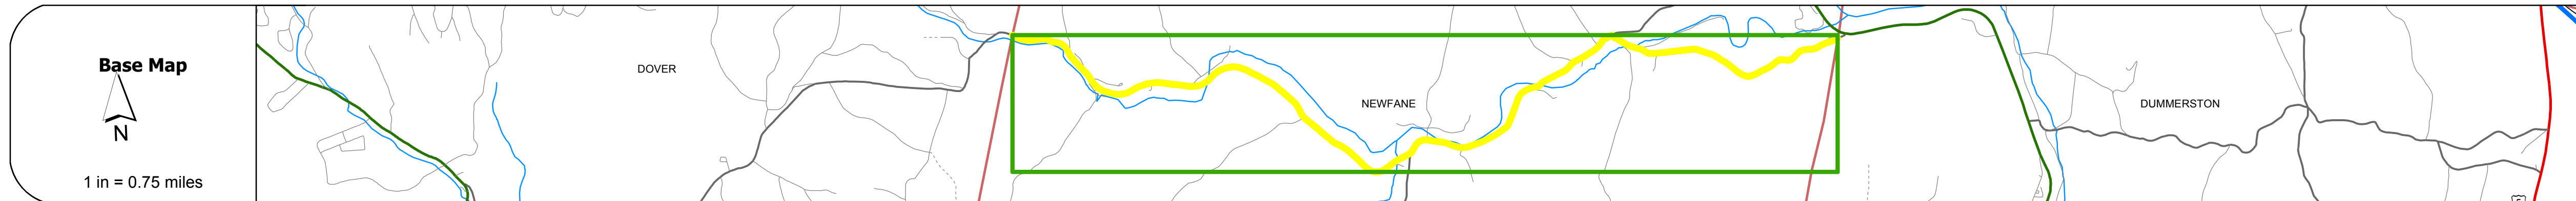 Base Map
N
1 in = 0.75 miles
DOVER
NEWFANE
DUMMERSTON